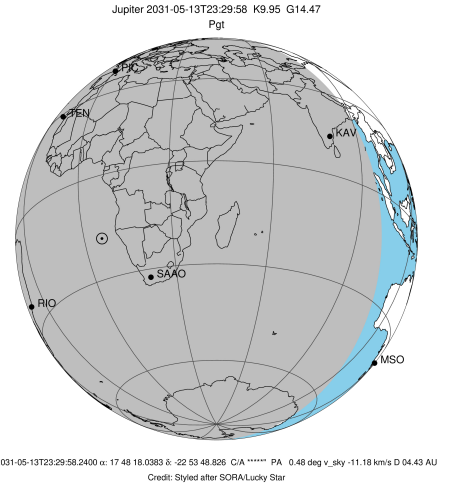 Jupiter 2031-05-13T23:29:58 K9.95 G14.47
Pgt
PIC
TEN
KAV
SAAO
RIO
MSO
031-05-13T23:29:58.2400 α: 17 48 18.0383 δ: -22 53 48.826 C/A *****" PA 0.48 deg v_sky -11.18 km/s D 04.43 AU
Credit: Styled after SORA/Lucky Star